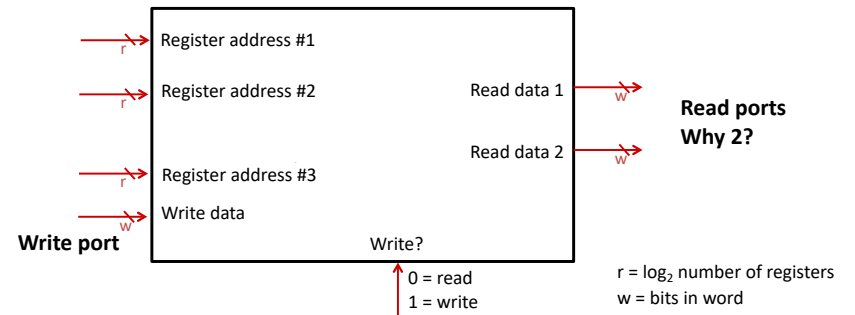 Register address #1
r
Register address #2
r
Read data 1
w
Read ports
Why 2?
Read data 2
w
Register address #3
r
Write data
w
Write port
Write?
0 = read
1 = write
r = log₂ number of registers
w = bits in word